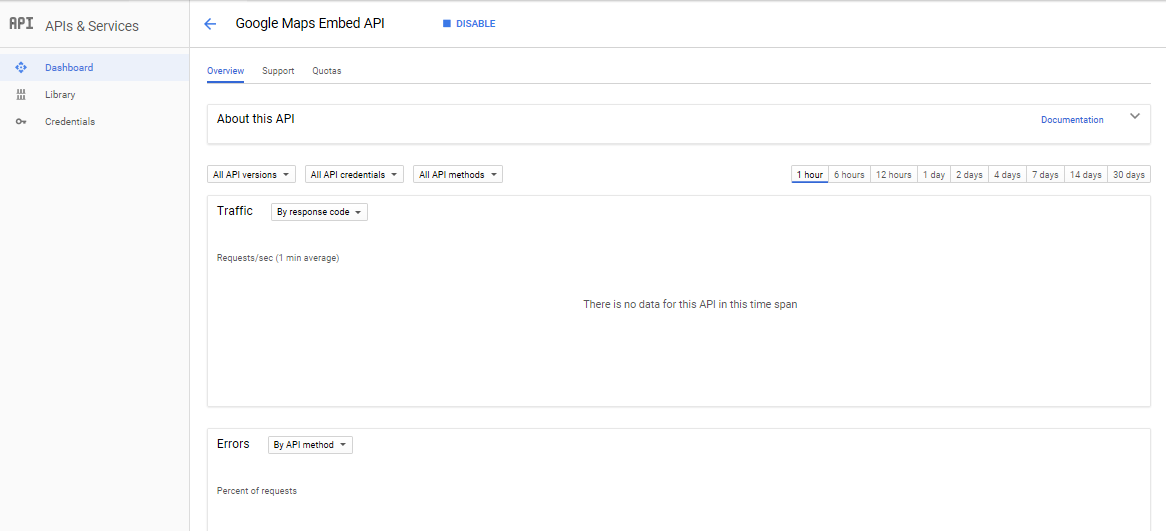 API APIs & Services
Google Maps Embed API
DISABLE
Dashboard
Library
Credentials
Overview Support Quotas
About this API
Documentation
All API versions All API credentials All API methods
1 hour 6 hours 12 hours 1 day 2 days 4 days 7 days 14 days 30 days
Traffic By response code
Requests/sec (1 min average)
There is no data for this API in this time span
Errors By API method
Percent of requests